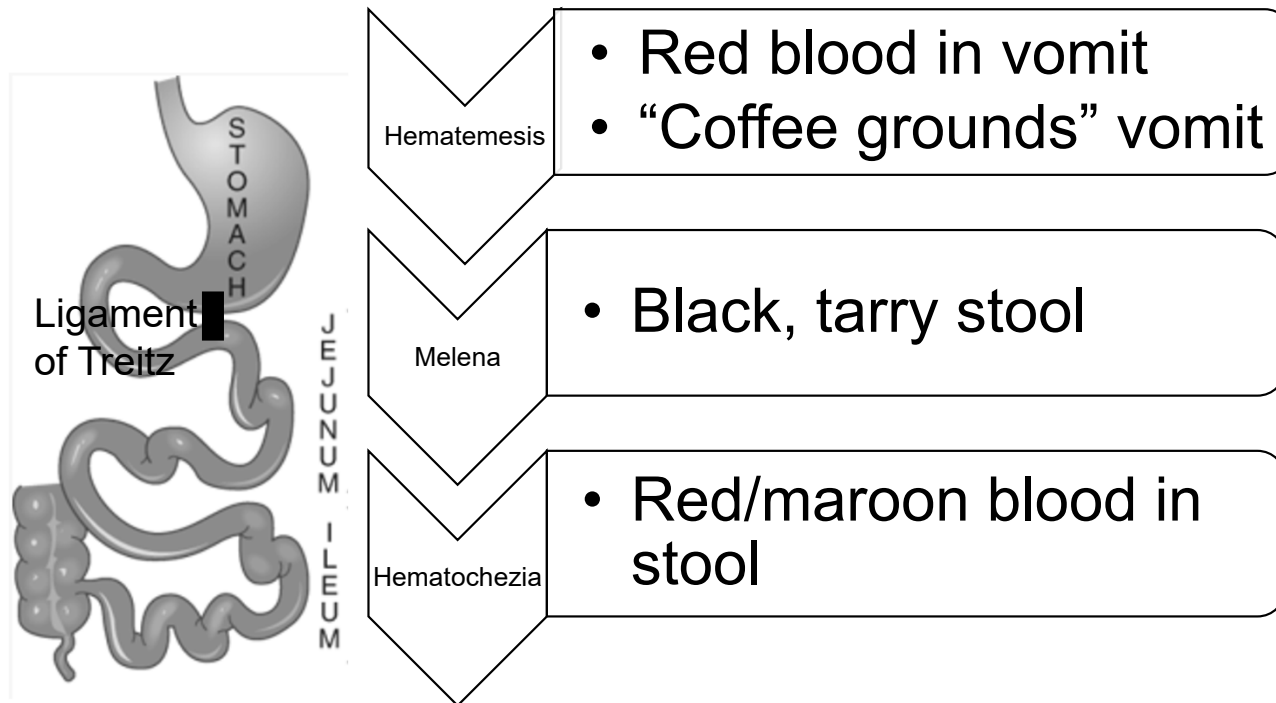 STOMACH
Ligament
of Treitz
JEJUNUM
ILEUM
Hematemesis
• Red blood in vomit
• “Coffee grounds” vomit
Melena
• Black, tarry stool
Hematochezia
• Red/maroon blood in
stool